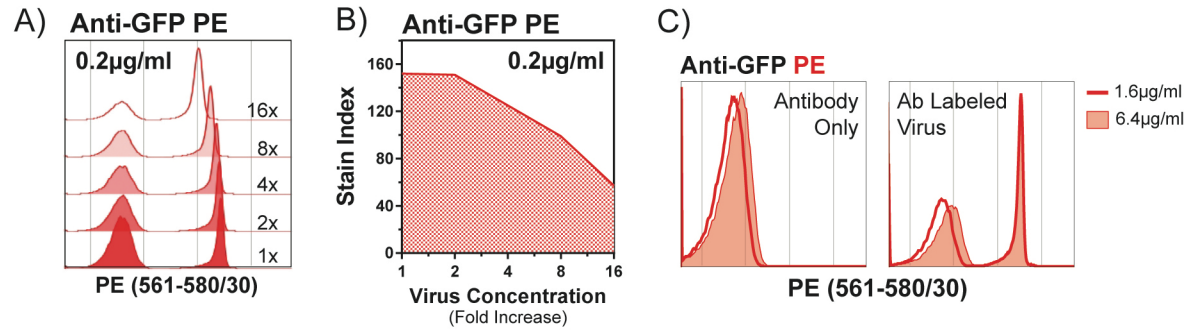 A)
Anti-GFP PE
0.2µg/ml
16x
8x
4x
2x
1x
PE (561-580/30)
B)
Anti-GFP PE
0.2µg/ml
Stain Index
160
120
80
40
0
1
2
4
8
16
Virus Concentration
(Fold Increase)
C)
Anti-GFP PE
Antibody
Only
Ab Labeled
Virus
1.6µg/ml
6.4µg/ml
PE (561-580/30)